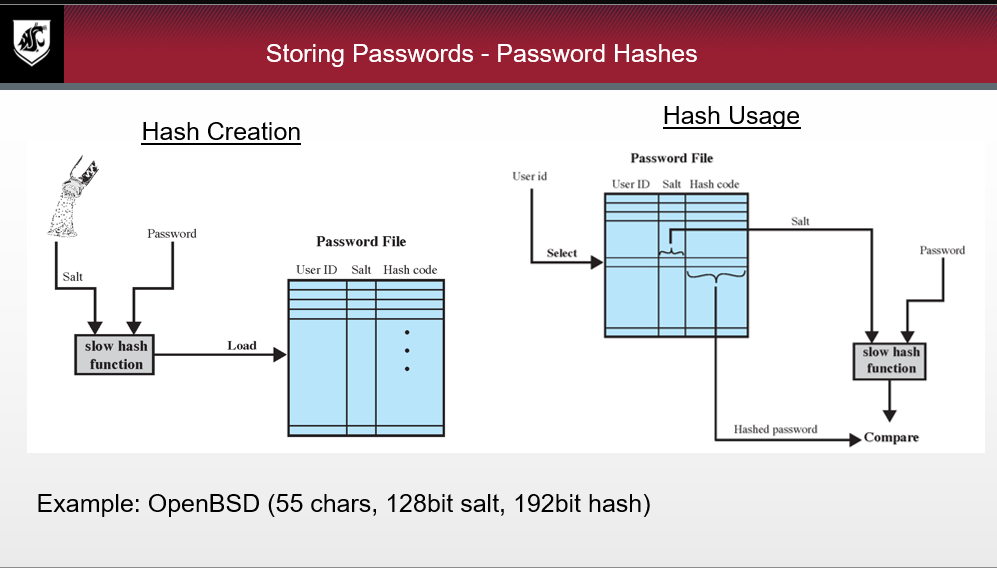 Storing Passwords - Password Hashes
Hash Creation
Salt
Password
slow hash
function
Load
Password File
User ID Salt Hash code
Hash Usage
User id
Select
Password File
User ID Salt Hash code
Salt
Password
slow hash
function
Hashed password
Compare
Example: OpenBSD (55 chars, 128bit salt, 192bit hash)